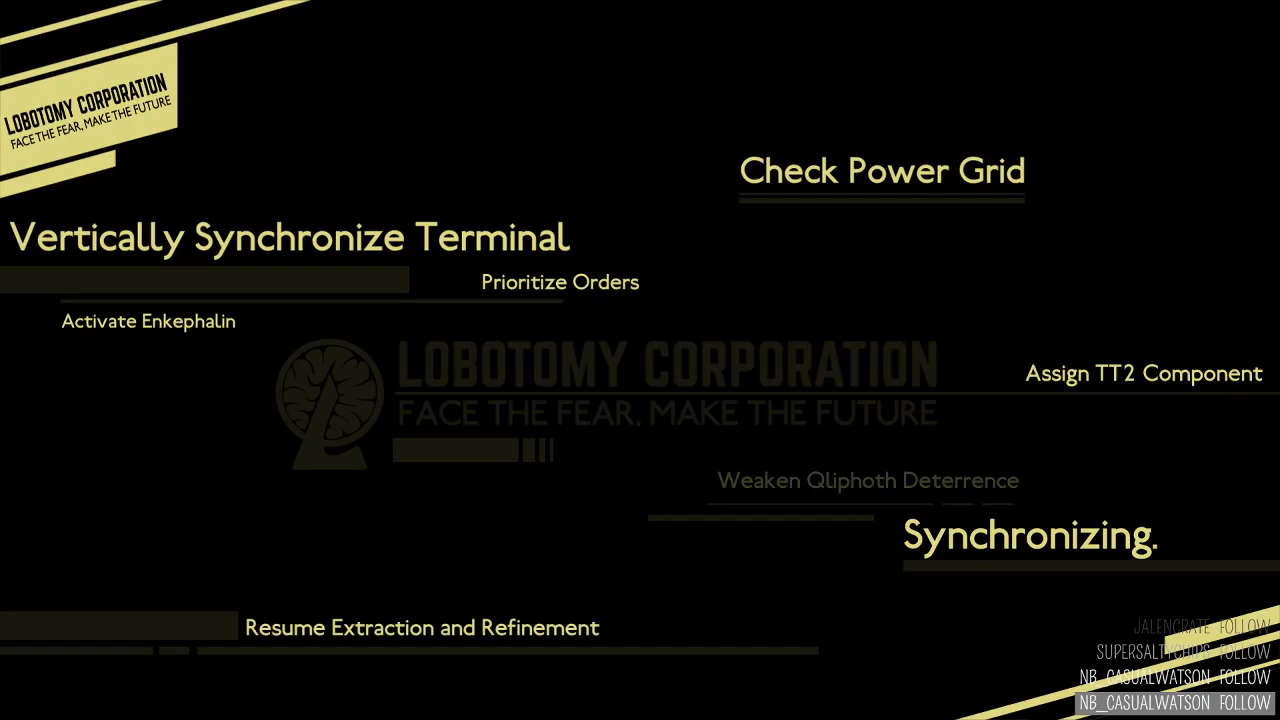 LOBOTOMY CORPORATION
FACE THE FEAR, MAKE THE FUTURE
Check Power Grid
Vertically Synchronize Terminal
Prioritize Orders
Activate Enkephalin
LOBOTOMY CORPORATION
FACE THE FEAR, MAKE THE FUTURE
Assign TT2 Component
Weaken Qliphoth Deterrence
Synchronizing.
Resume Extraction and Refinement
JALENCRATE FOLLOW
SUPERSALTYCHIPS FOLLOW
NB_CASUALWATSON FOLLOW
NB_CASUALWATSON FOLLOW